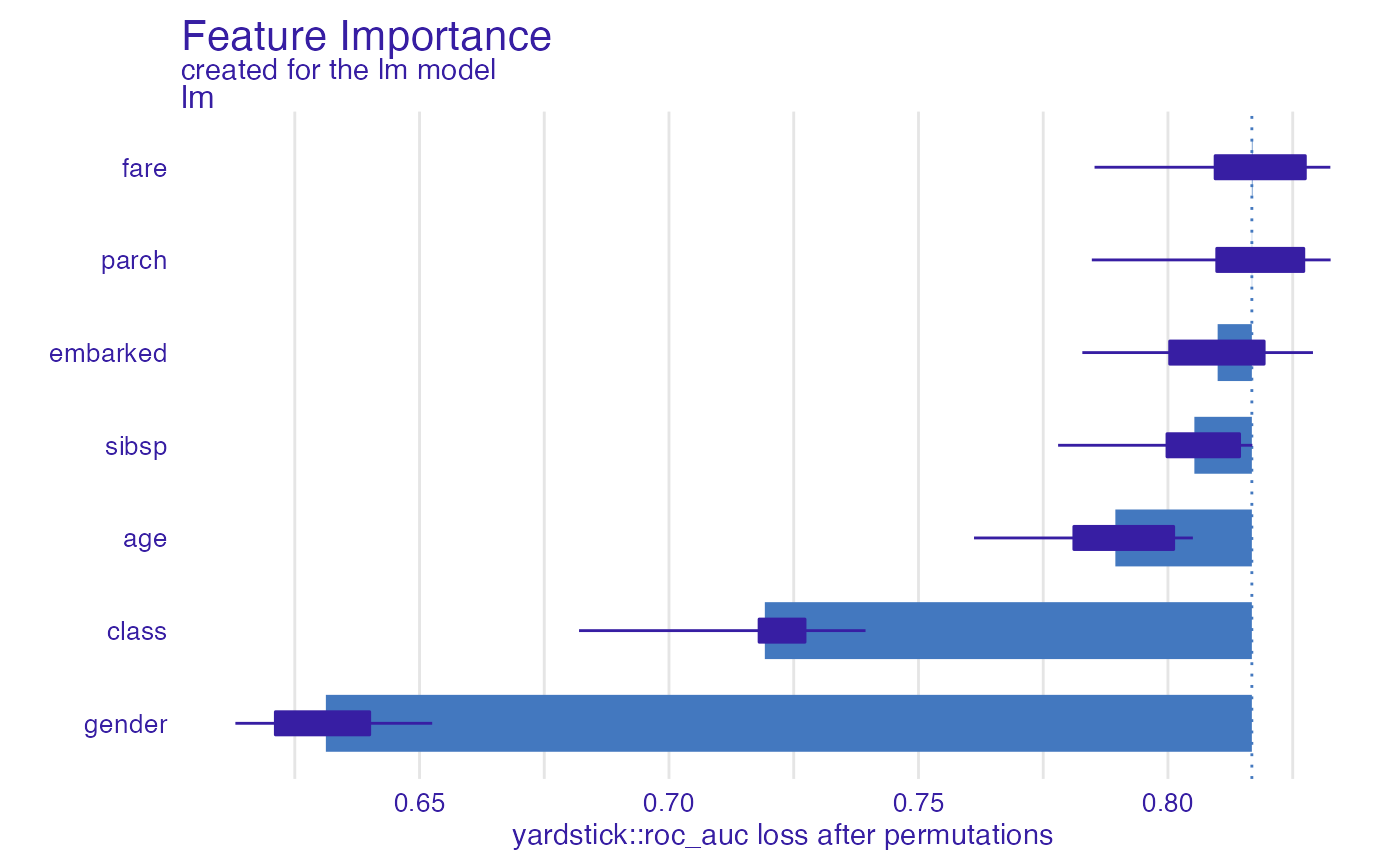 Feature Importance
created for the lm model
lm
fare
parch
embarked
sibsp
age
class
gender
0.65 0.70 0.75 0.80
yardstick::roc_auc loss after permutations